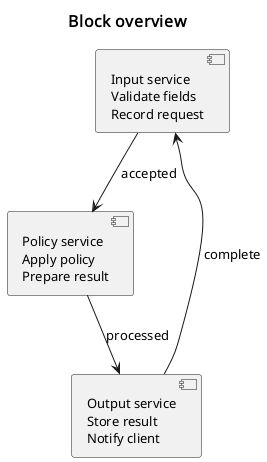 Block overview
Input service
Validate fields
Record request
accepted
Policy service
Apply policy
Prepare result
complete
processed
Output service
Store result
Notify client